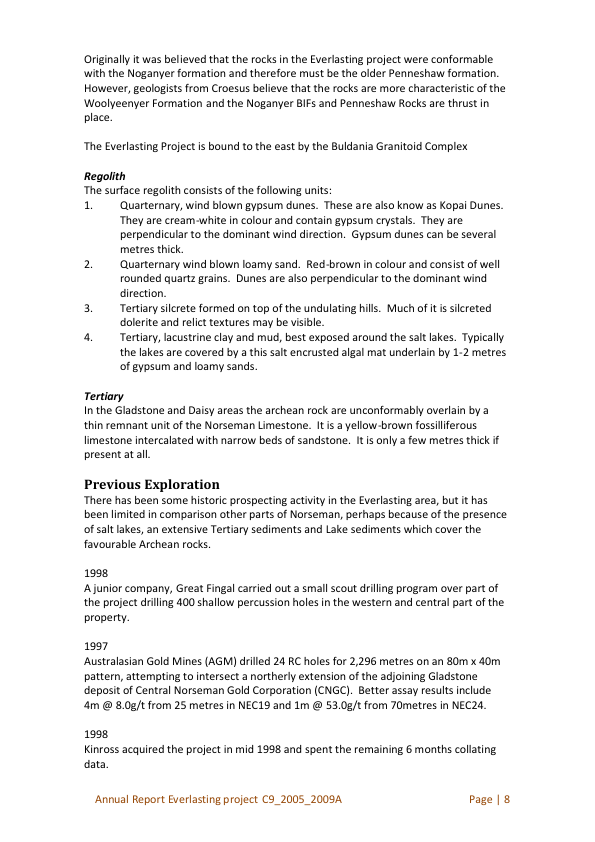 Originally it was believed that the rocks in the Everlasting project were conformable
with the Noganyer formation and therefore must be the older Penneshaw formation.
However, geologists from Croesus believe that the rocks are more characteristic of the
Woolyeenyer Formation and the Noganyer BIFs and Penneshaw Rocks are thrust in
place.
The Everlasting Project is bound to the east by the Buldania Granitoid Complex
Regolith
The surface regolith consists of the following units:
1. Quarternary, wind blown gypsum dunes. These are also know as Kopai Dunes.
They are cream-white in colour and contain gypsum crystals. They are
perpendicular to the dominant wind direction. Gypsum dunes can be several
metres thick.
2. Quarternary wind blown loamy sand. Red-brown in colour and consist of well
rounded quartz grains. Dunes are also perpendicular to the dominant wind
direction.
3. Tertiary silcrete formed on top of the undulating hills. Much of it is silcreted
dolerite and relict textures may be visible.
4. Tertiary, lacustrine clay and mud, best exposed around the salt lakes. Typically
the lakes are covered by a this salt encrusted algal mat underlain by 1-2 metres
of gypsum and loamy sands.
Tertiary
In the Gladstone and Daisy areas the archean rock are unconformably overlain by a
thin remnant unit of the Norseman Limestone. It is a yellow-brown fossilliferous
limestone intercalated with narrow beds of sandstone. It is only a few metres thick if
present at all.
Previous Exploration
There has been some historic prospecting activity in the Everlasting area, but it has
been limited in comparison other parts of Norseman, perhaps because of the presence
of salt lakes, an extensive Tertiary sediments and Lake sediments which cover the
favourable Archean rocks.
1998
A junior company, Great Fingal carried out a small scout drilling program over part of
the project drilling 400 shallow percussion holes in the western and central part of the
property.
1997
Australasian Gold Mines (AGM) drilled 24 RC holes for 2,296 metres on an 80m x 40m
pattern, attempting to intersect a northerly extension of the adjoining Gladstone
deposit of Central Norseman Gold Corporation (CNGC). Better assay results include
4m @ 8.0g/t from 25 metres in NEC19 and 1m @ 53.0g/t from 70metres in NEC24.
1998
Kinross acquired the project in mid 1998 and spent the remaining 6 months collating
data.
Annual Report Everlasting project C9_2005_2009A Page | 8